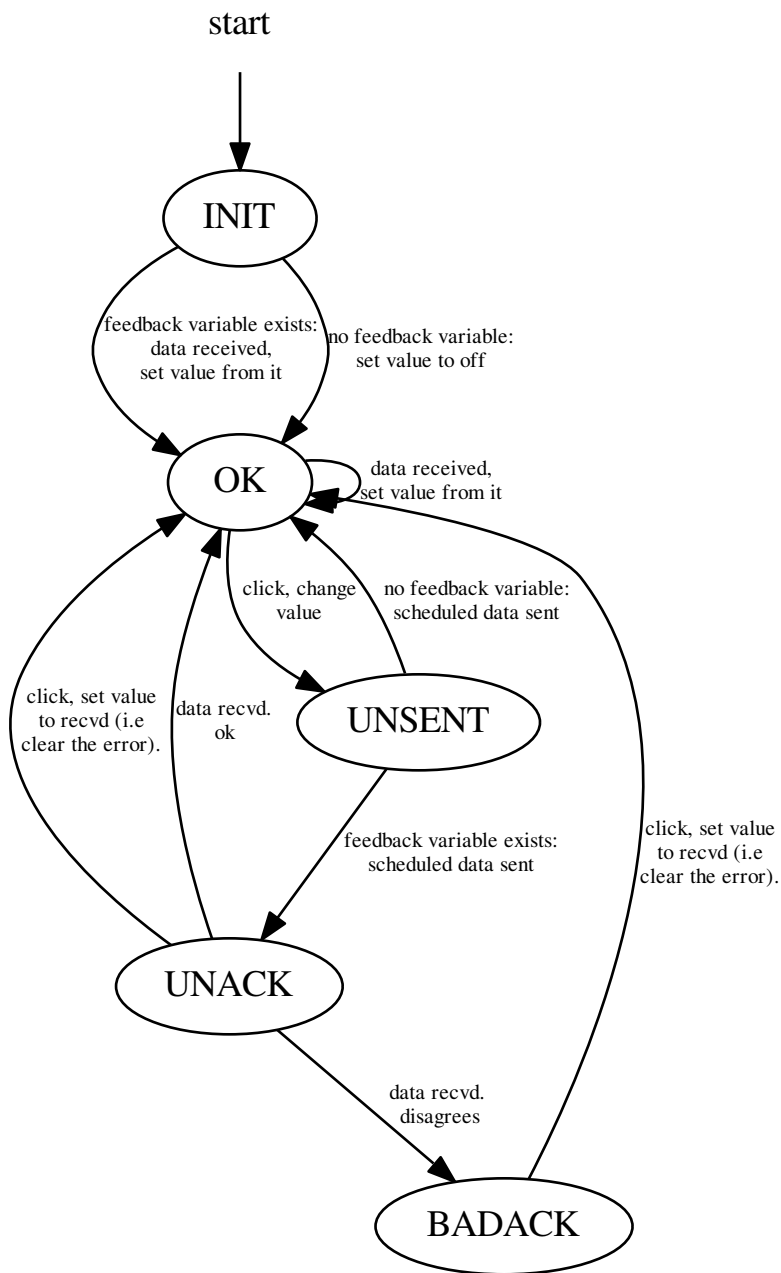 start
INIT
feedback variable exists:
data received,
set value from it
no feedback variable:
set value to off
OK
data received,
set value from it
click, change
value
no feedback variable:
scheduled data sent
click, set value
to recvd (i.e
clear the error).
data recvd.
ok
UNSENT
feedback variable exists:
scheduled data sent
click, set value
to recvd (i.e
clear the error).
UNACK
data recvd.
disagrees
BADACK